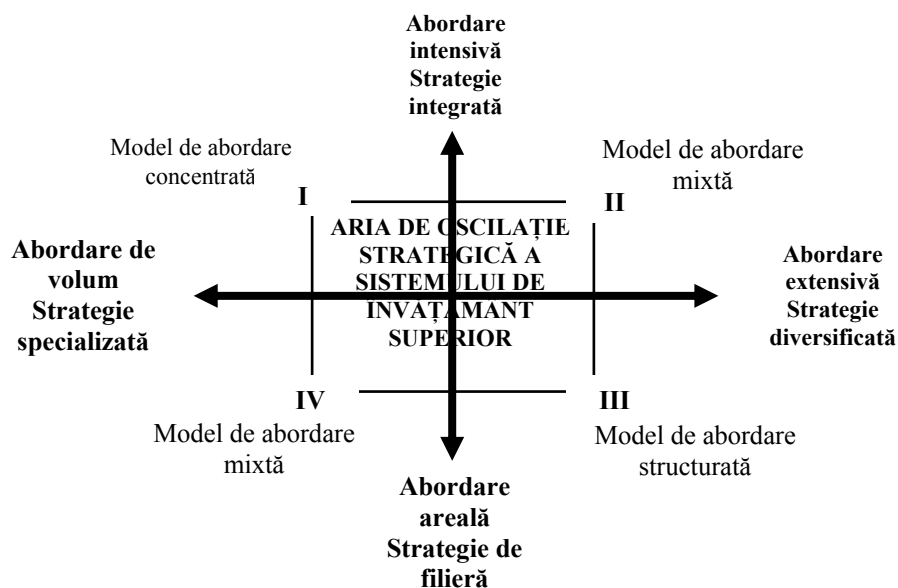 Abordare
intensivă
Strategie
integrată
Model de abordare
concentrată
Model de abordare
mixtă
I
II
ARIA DE OSCILAȚIE
STRATEGICĂ A
SISTEMULUI DE
ÎNVĂȚĂMÂNT
SUPERIOR
Abordare de
volum
Strategie
specializată
Abordare
extensivă
Strategie
diversificată
IV
III
Model de abordare
mixtă
Model de abordare
structurată
Abordare
areală
Strategie de
filieră